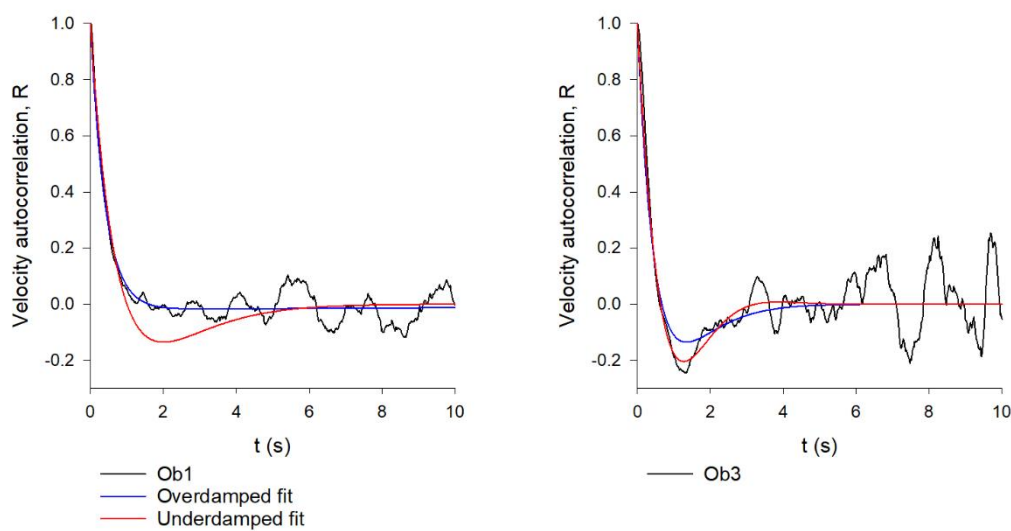 1.0
0.8
0.6
0.4
0.2
0.0
-0.2
Velocity autocorrelation, R
0 2 4 6 8 10
t (s)
Ob1
Overdamped fit
Underdamped fit
1.0
0.8
0.6
0.4
0.2
0.0
-0.2
Velocity autocorrelation, R
0 2 4 6 8 10
t (s)
Ob3